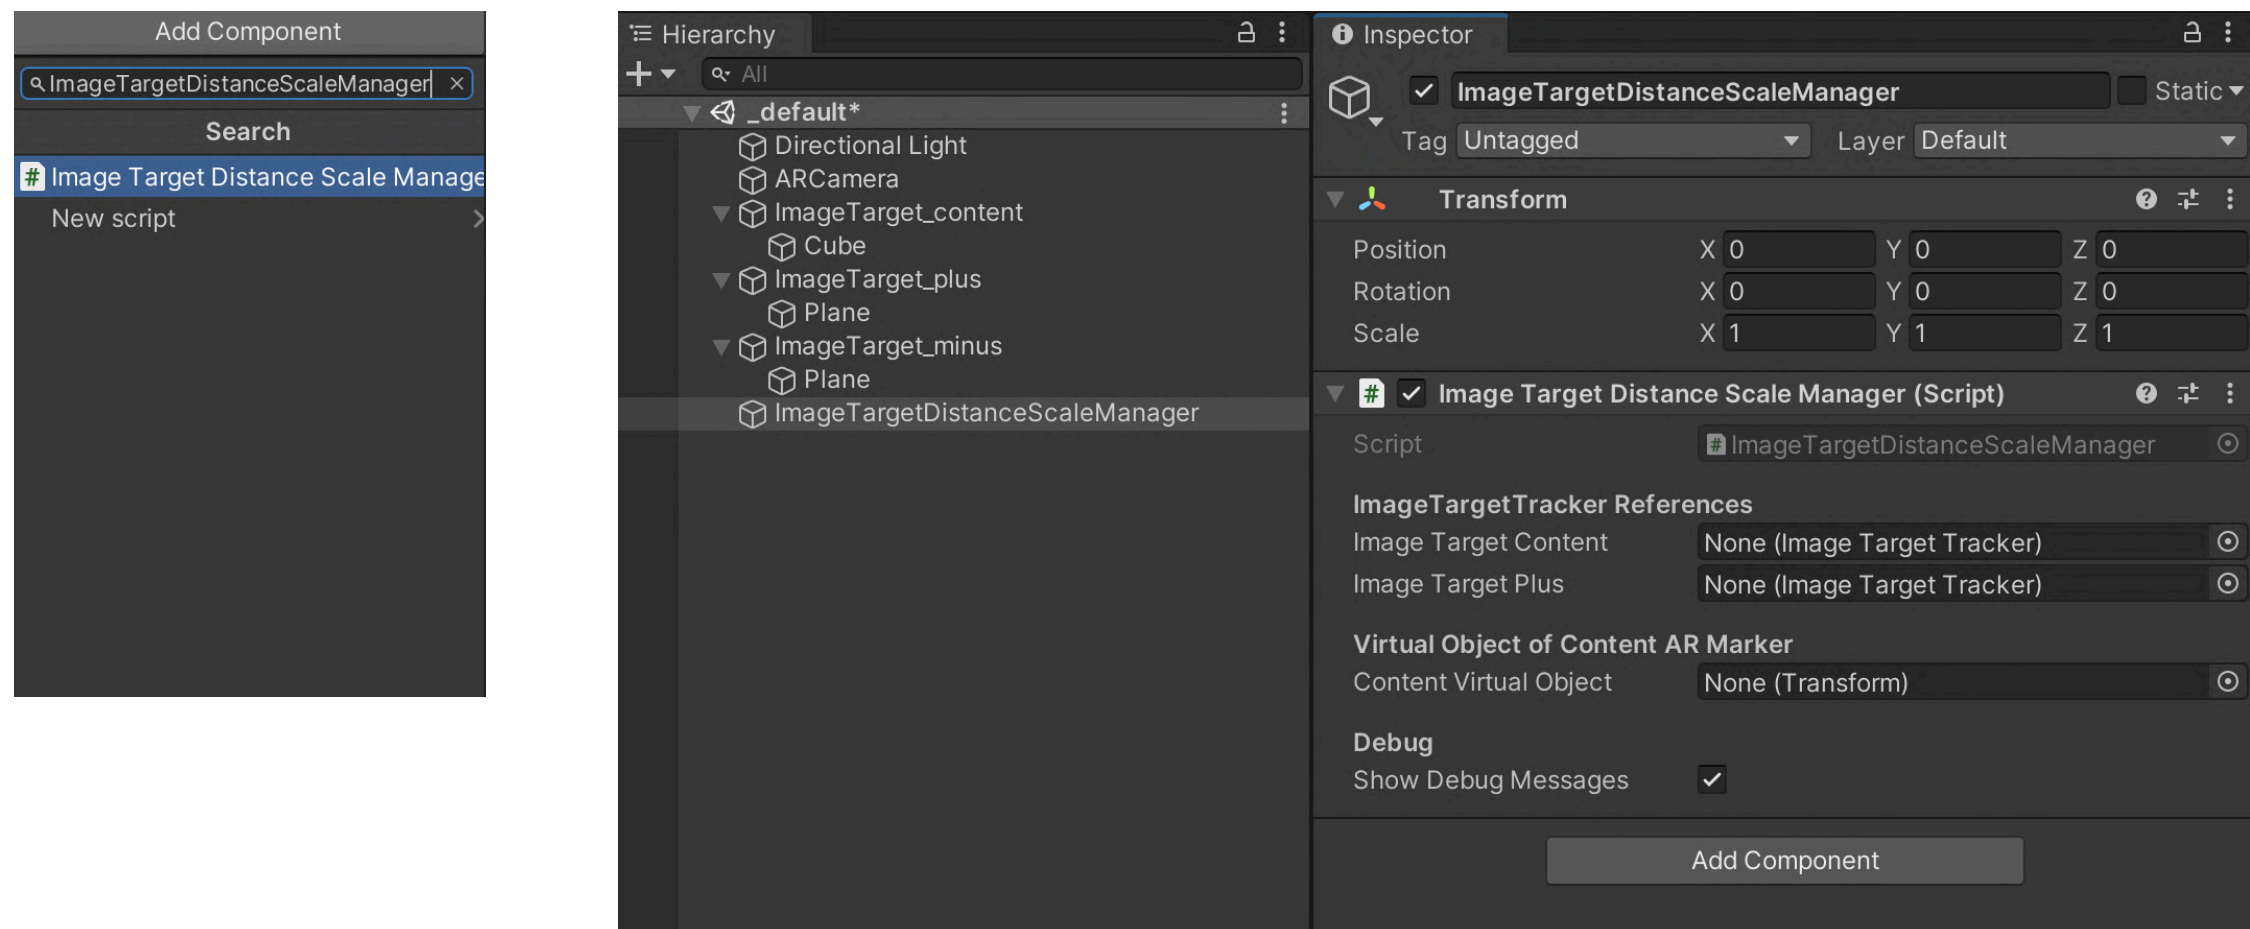 Add Component
ImageTargetDistanceScaleManager
Search
# Image Target Distance Scale Manage
New script
Hierarchy
All
_default*
Directional Light
ARCamera
ImageTarget_content
Cube
ImageTarget_plus
Plane
ImageTarget_minus
Plane
ImageTargetDistanceScaleManager
Inspector
ImageTargetDistanceScaleManager Static
Tag Untagged Layer Default
Transform
Position X 0 Y 0 Z 0
Rotation X 0 Y 0 Z 0
Scale X 1 Y 1 Z 1
# Image Target Distance Scale Manager (Script)
Script # ImageTargetDistanceScaleManager
ImageTargetTracker References
Image Target Content None (Image Target Tracker)
Image Target Plus None (Image Target Tracker)
Virtual Object of Content AR Marker
Content Virtual Object None (Transform)
Debug
Show Debug Messages
Add Component